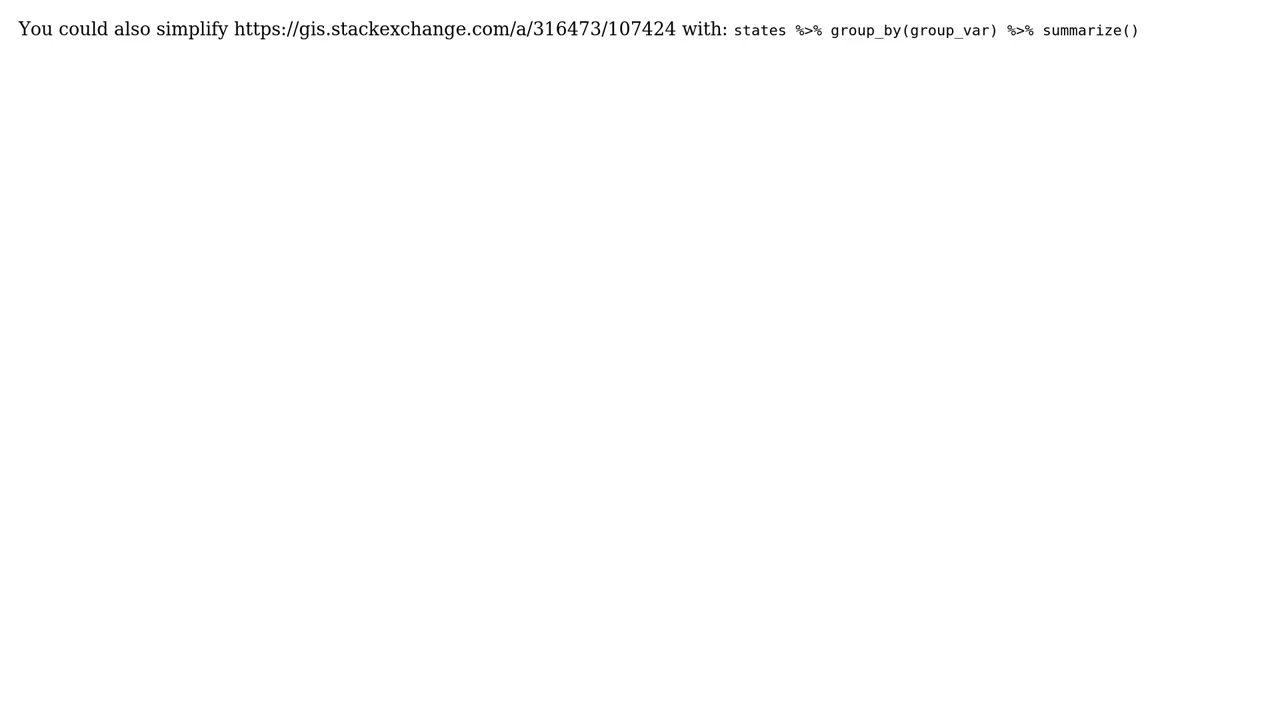 You could also simplify https://gis.stackexchange.com/a/316473/107424 with: states %>% group_by(group_var) %>% summarize()